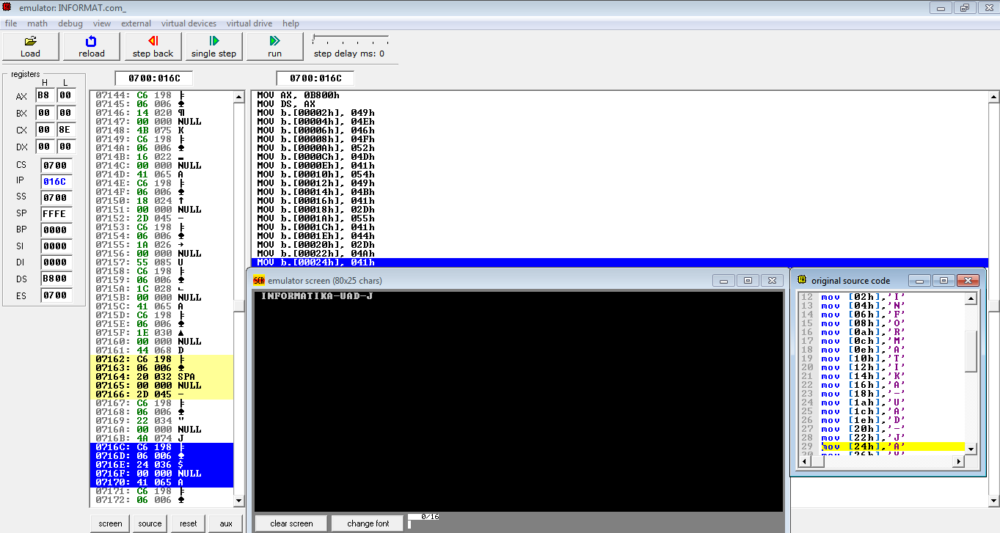 emulator: INFORMAT.com_
file math debug view external virtual devices virtual drive help
Load reload step back single step run step delay ms: 0
registers
H L
AX B8 00
BX 00 00
CX 00 8E
DX 00 00
CS 0700
IP 016C
SS 0700
SP FFFE
BP 0000
SI 0000
DI 0000
DS B800
ES 0700
0700:016C
07144: C6 198 ╞
07145: 06 006 ♠
07146: 14 020 ¶
07147: 00 000 NULL
07148: 4B 075 K
07149: C6 198 ╞
0714A: 06 006 ♠
0714B: 16 022 ▬
0714C: 00 000 NULL
0714D: 41 065 A
0714E: C6 198 ╞
0714F: 06 006 ♠
07150: 18 024 ↑
07151: 00 000 NULL
07152: 2D 045 -
07153: C6 198 ╞
07154: 06 006 ♠
07155: 1A 026 →
07156: 00 000 NULL
07157: 55 085 U
07158: C6 198 ╞
07159: 06 006 ♠
0715A: 1C 028 ∟
0715B: 00 000 NULL
0715C: 41 065 A
0715D: C6 198 ╞
0715E: 06 006 ♠
0715F: 1E 030 ▲
07160: 00 000 NULL
07161: 44 068 D
07162: C6 198 ╞
07163: 06 006 ♠
07164: 20 032 SPA
07165: 00 000 NULL
07166: 2D 045 -
07167: C6 198 ╞
07168: 06 006 ♠
07169: 22 034 "
0716A: 00 000 NULL
0716B: 4A 074 J
0716C: C6 198 ╞
0716D: 06 006 ♠
0716E: 24 036 $
0716F: 00 000 NULL
07170: 41 065 A
07171: C6 198 ╞
07172: 06 006 ♠
0700:016C
MOV AX, 0B800h
MOV DS, AX
MOV b.[00002h], 049h
MOV b.[00004h], 04Eh
MOV b.[00006h], 046h
MOV b.[00008h], 04Fh
MOV b.[0000Ah], 052h
MOV b.[0000Ch], 04Dh
MOV b.[0000Eh], 041h
MOV b.[00010h], 054h
MOV b.[00012h], 049h
MOV b.[00014h], 04Bh
MOV b.[00016h], 041h
MOV b.[00018h], 02Dh
MOV b.[0001Ah], 055h
MOV b.[0001Ch], 041h
MOV b.[0001Eh], 044h
MOV b.[00020h], 02Dh
MOV b.[00022h], 04Ah
MOV b.[00024h], 041h
SCR emulator screen (80x25 chars)
INFORMATIKA-UAD-J
clear screen change font 0/16
original source code
12 mov [02h],'I'
13 mov [04h],'N'
14 mov [06h],'F'
15 mov [08h],'O'
16 mov [0ah],'R'
17 mov [0ch],'M'
18 mov [0eh],'A'
19 mov [10h],'T'
20 mov [12h],'I'
21 mov [14h],'K'
22 mov [16h],'A'
23 mov [18h],'-'
24 mov [1ah],'U'
25 mov [1ch],'A'
26 mov [1eh],'D'
27 mov [20h],'-'
28 mov [22h],'J'
29 mov [24h],'A'
screen source reset aux